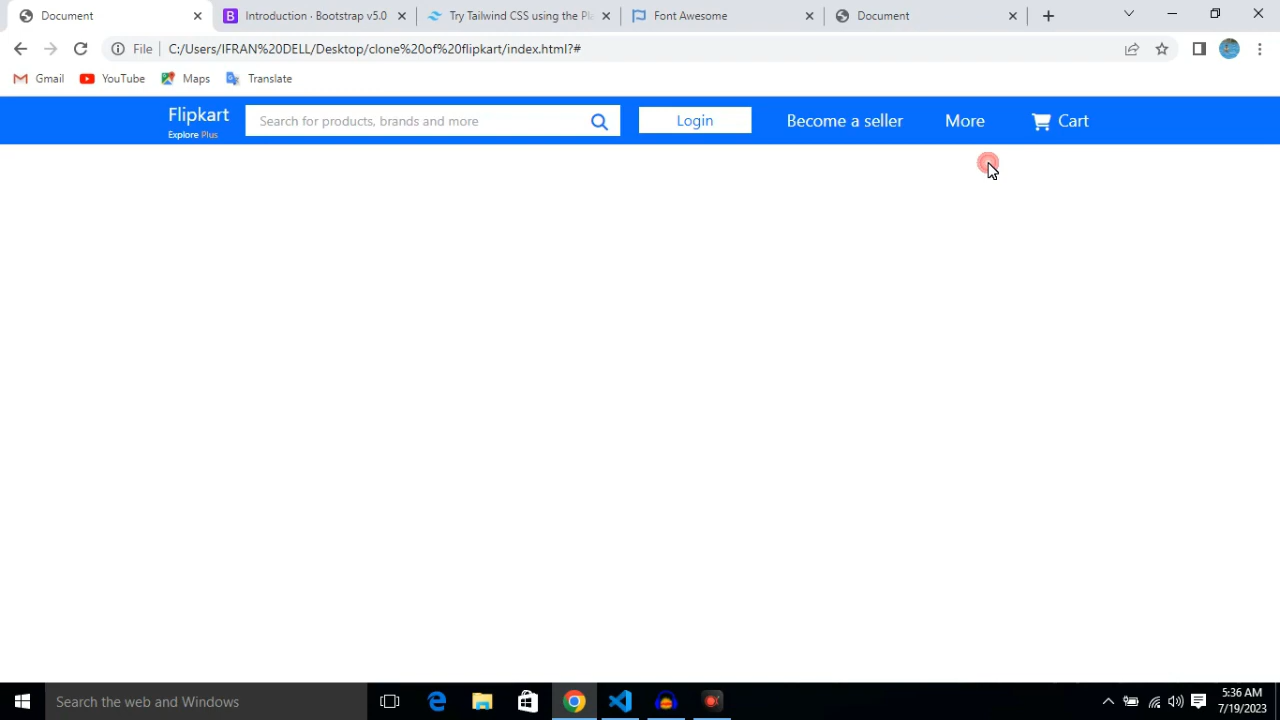 Document
Introduction · Bootstrap v5.0
Try Tailwind CSS using the Pla
Font Awesome
Document
File
C:/Users/IFRAN%20DELL/Desktop/clone%20of%20flipkart/index.html?#
Gmail
YouTube
Maps
Translate
Flipkart
Explore Plus
Search for products, brands and more
Login
Become a seller
More
Cart
Search the web and Windows
5:36 AM
7/19/2023